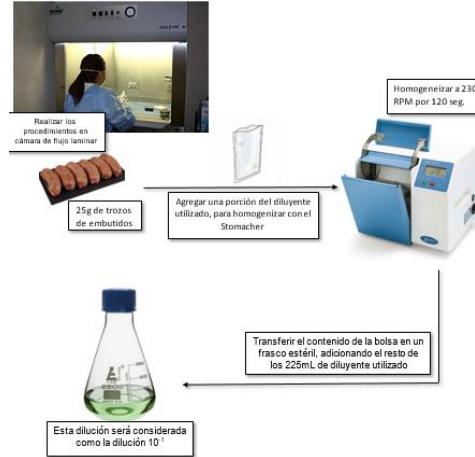 Realizar los
procedimientos en
cámara de flujo laminar
Homogeneizar a 230
RPM por 120 seg.
25g de trozos
de embutidos
Agregar una porción del diluyente
utilizado, para homogenizar con el
Stomacher
Transferir el contenido de la bolsa en un
frasco estéril, adicionando el resto de
los 225mL de diluyente utilizado
Esta dilución será considerada
como la dilución 10⁻¹